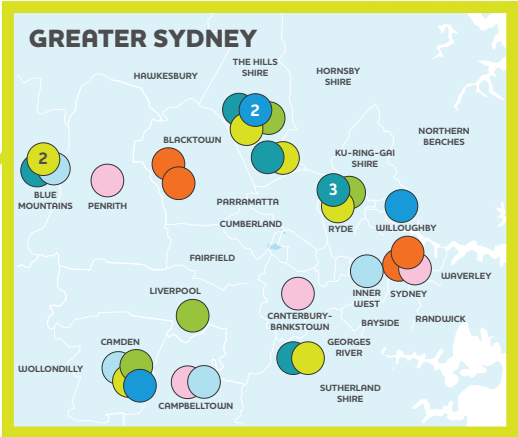 GREATER SYDNEY
HAWKESBURY
THE HILLS
SHIRE
HORNSBY
SHIRE
2
NORTHERN
BEACHES
BLACKTOWN
KU-RING-GAI
SHIRE
2
BLUE
MOUNTAINS
PENRITH
3
PARRAMATTA
CUMBERLAND
RYDE
WILLOUGHBY
FAIRFIELD
WAVERLEY
LIVERPOOL
INNER
WEST
SYDNEY
CANTERBURY-
BANKSTOWN
BAYSIDE
RANDWICK
CAMDEN
GEORGES
RIVER
WOLLONDILLY
SUTHERLAND
SHIRE
CAMPBELLTOWN